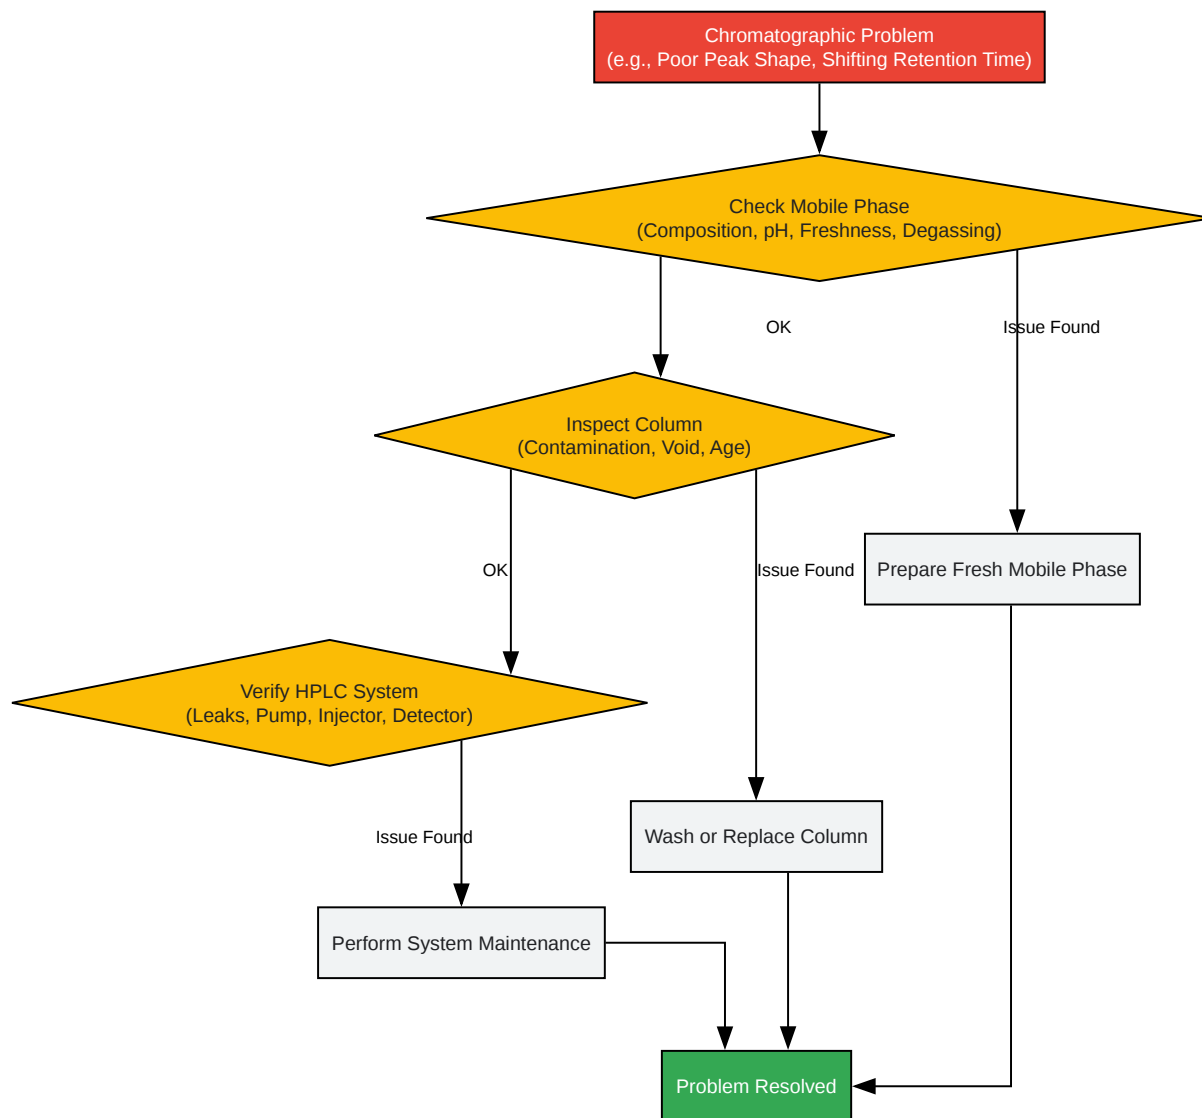 Chromatographic Problem
(e.g., Poor Peak Shape, Shifting Retention Time)
Check Mobile Phase
(Composition, pH, Freshness, Degassing)
OK
Issue Found
Inspect Column
(Contamination, Void, Age)
OK
Issue Found
Prepare Fresh Mobile Phase
Verify HPLC System
(Leaks, Pump, Injector, Detector)
Issue Found
Wash or Replace Column
Perform System Maintenance
Problem Resolved